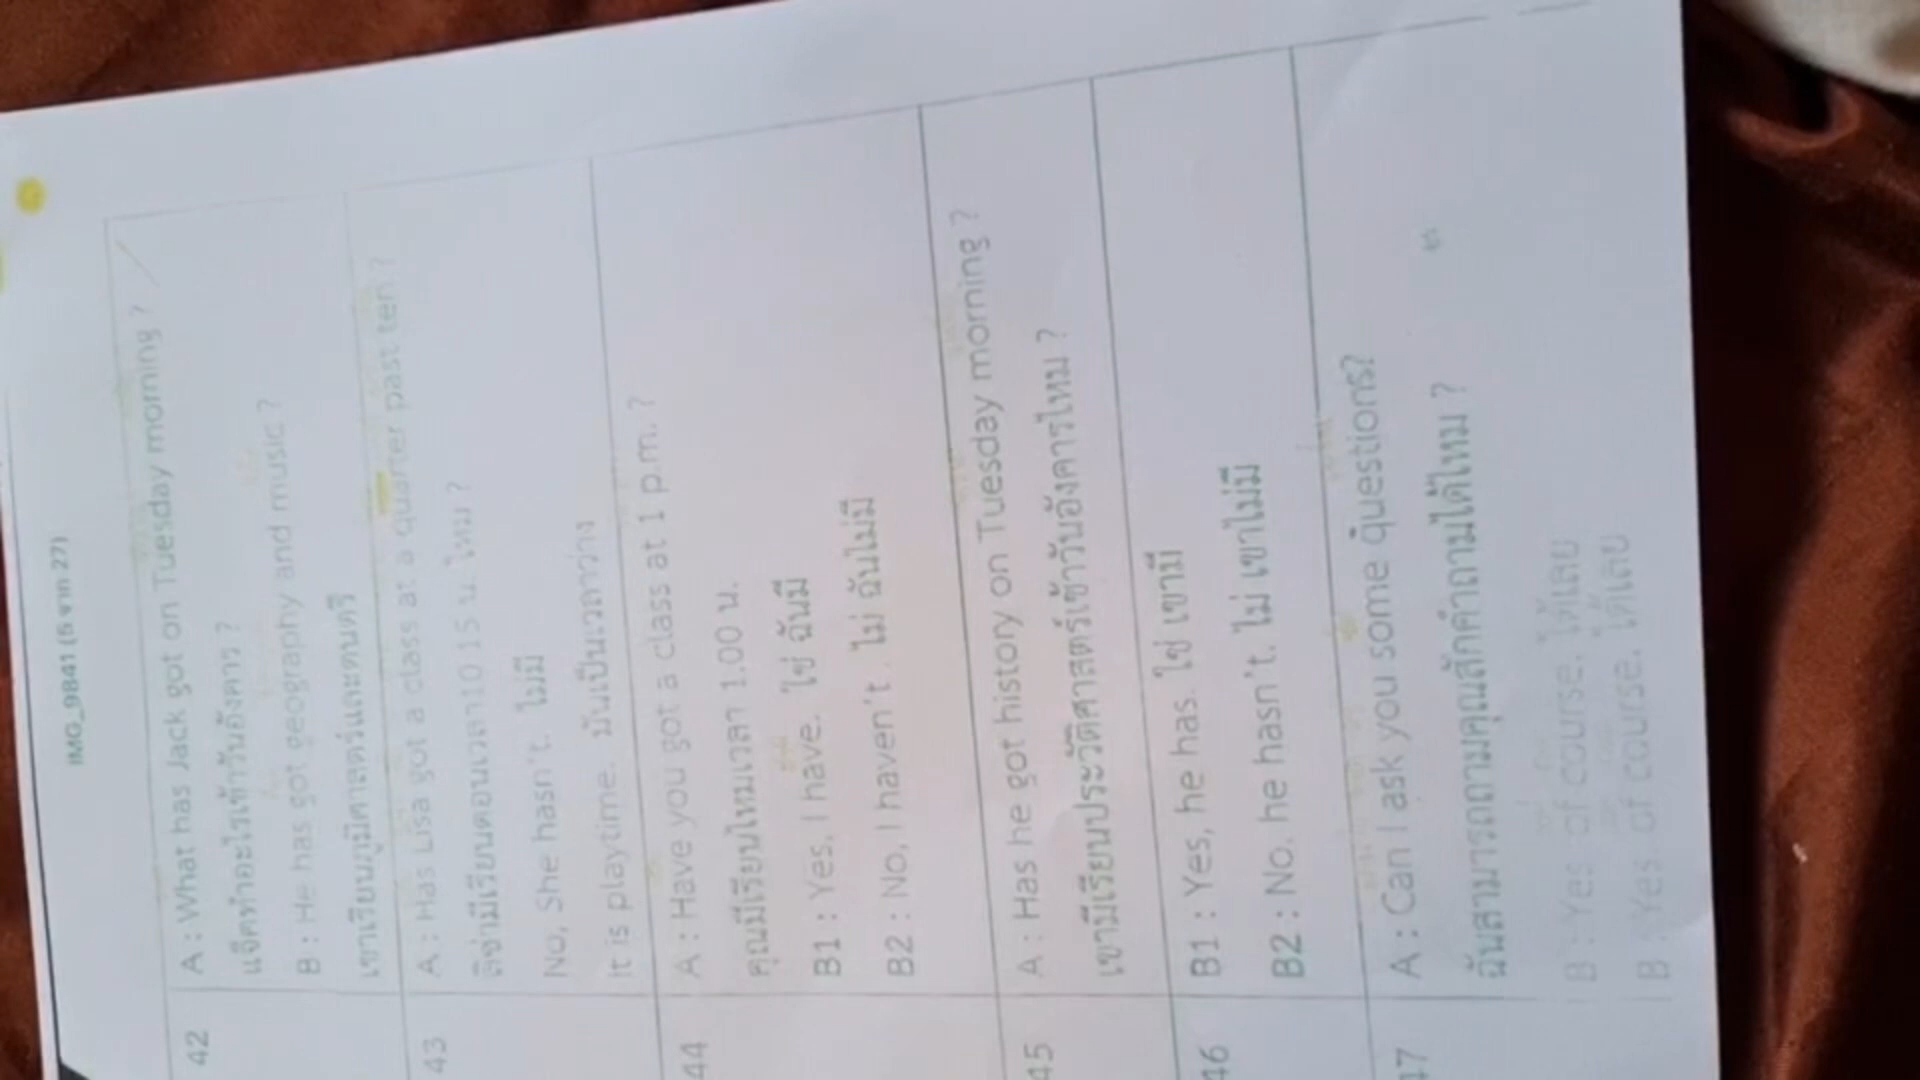 IMG_9841 (5 จาก 27)
42
A : What has Jack got on Tuesday morning ?
แจ็คทำอะไรเช้าวันอังคาร ?
B : He has got geography and music ?
เขาเรียนภูมิศาสตร์และดนตรี
43
A : Has Lisa got a class at a quarter past ten ?
ลิซ่ามีเรียนตอนเวลา10 15 น. ไหม ?
No, She hasn't. ไม่มี
It is playtime. มันเป็นเวลาว่าง
44
A : Have you got a class at 1 p.m. ?
คุณมีเรียนไหมเวลา 1.00 น.
B1 : Yes, I have. ใช่ ฉันมี
B2 : No, I haven't. ไม่ ฉันไม่มี
45
A : Has he got history on Tuesday morning ?
เขามีเรียนประวัติศาสตร์เช้าวันอังคารไหม ?
46
B1 : Yes, he has. ใช่ เขามี
B2 : No, he hasn't. ไม่ เขาไม่มี
47
A : Can I ask you some questions?
ฉันสามารถถามคุณสักคำถามได้ไหม ?
B : Yes of course. ได้เลย
B : Yes of course. ได้เลย